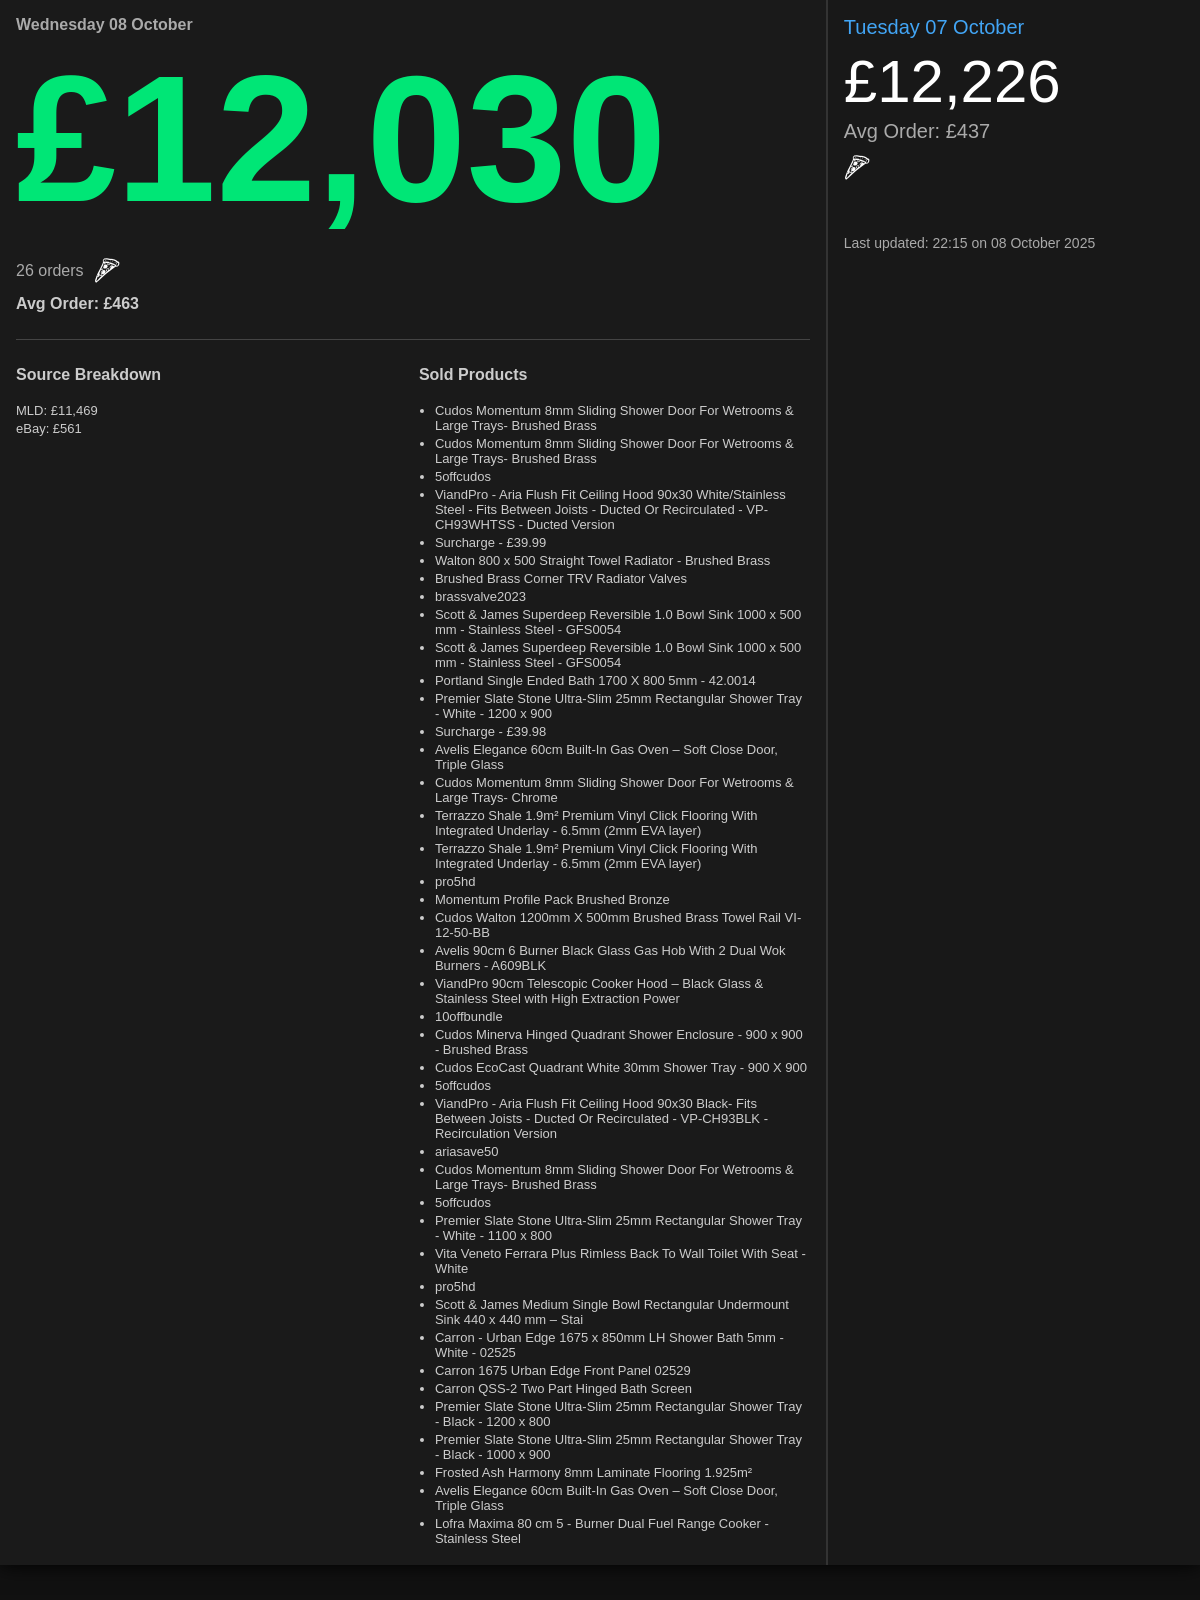 Wednesday 08 October
£12,030
26 orders
Avg Order: £463
Source Breakdown
MLD: £11,469
eBay: £561
Sold Products
Cudos Momentum 8mm Sliding Shower Door For Wetrooms &
Large Trays- Brushed Brass
Cudos Momentum 8mm Sliding Shower Door For Wetrooms &
Large Trays- Brushed Brass
5offcudos
ViandPro - Aria Flush Fit Ceiling Hood 90x30 White/Stainless
Steel - Fits Between Joists - Ducted Or Recirculated - VP-
CH93WHTSS - Ducted Version
Surcharge - £39.99
Walton 800 x 500 Straight Towel Radiator - Brushed Brass
Brushed Brass Corner TRV Radiator Valves
brassvalve2023
Scott & James Superdeep Reversible 1.0 Bowl Sink 1000 x 500
mm - Stainless Steel - GFS0054
Scott & James Superdeep Reversible 1.0 Bowl Sink 1000 x 500
mm - Stainless Steel - GFS0054
Portland Single Ended Bath 1700 X 800 5mm - 42.0014
Premier Slate Stone Ultra-Slim 25mm Rectangular Shower Tray
- White - 1200 x 900
Surcharge - £39.98
Avelis Elegance 60cm Built-In Gas Oven – Soft Close Door,
Triple Glass
Cudos Momentum 8mm Sliding Shower Door For Wetrooms &
Large Trays- Chrome
Terrazzo Shale 1.9m² Premium Vinyl Click Flooring With
Integrated Underlay - 6.5mm (2mm EVA layer)
Terrazzo Shale 1.9m² Premium Vinyl Click Flooring With
Integrated Underlay - 6.5mm (2mm EVA layer)
pro5hd
Momentum Profile Pack Brushed Bronze
Cudos Walton 1200mm X 500mm Brushed Brass Towel Rail VI-
12-50-BB
Avelis 90cm 6 Burner Black Glass Gas Hob With 2 Dual Wok
Burners - A609BLK
ViandPro 90cm Telescopic Cooker Hood – Black Glass &
Stainless Steel with High Extraction Power
10offbundle
Cudos Minerva Hinged Quadrant Shower Enclosure - 900 x 900
- Brushed Brass
Cudos EcoCast Quadrant White 30mm Shower Tray - 900 X 900
5offcudos
ViandPro - Aria Flush Fit Ceiling Hood 90x30 Black- Fits
Between Joists - Ducted Or Recirculated - VP-CH93BLK -
Recirculation Version
ariasave50
Cudos Momentum 8mm Sliding Shower Door For Wetrooms &
Large Trays- Brushed Brass
5offcudos
Premier Slate Stone Ultra-Slim 25mm Rectangular Shower Tray
- White - 1100 x 800
Vita Veneto Ferrara Plus Rimless Back To Wall Toilet With Seat -
White
pro5hd
Scott & James Medium Single Bowl Rectangular Undermount
Sink 440 x 440 mm – Stai
Carron - Urban Edge 1675 x 850mm LH Shower Bath 5mm -
White - 02525
Carron 1675 Urban Edge Front Panel 02529
Carron QSS-2 Two Part Hinged Bath Screen
Premier Slate Stone Ultra-Slim 25mm Rectangular Shower Tray
- Black - 1200 x 800
Premier Slate Stone Ultra-Slim 25mm Rectangular Shower Tray
- Black - 1000 x 900
Frosted Ash Harmony 8mm Laminate Flooring 1.925m²
Avelis Elegance 60cm Built-In Gas Oven – Soft Close Door,
Triple Glass
Lofra Maxima 80 cm 5 - Burner Dual Fuel Range Cooker -
Stainless Steel
Tuesday 07 October
£12,226
Avg Order: £437
Last updated: 22:15 on 08 October 2025